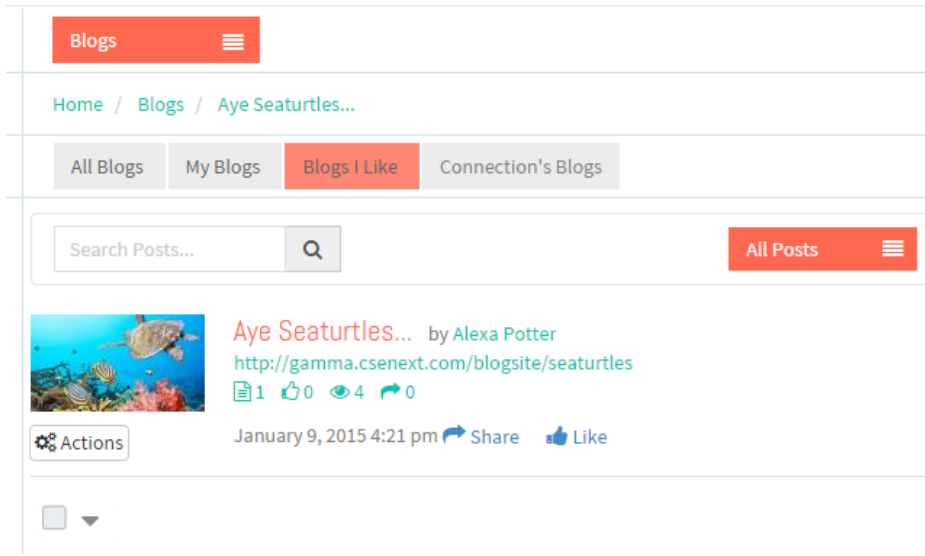 Blogs
Home / Blogs / Aye Seaturtles...
All Blogs My Blogs Blogs I Like Connection's Blogs
Search Posts... All Posts
Aye Seaturtles... by Alexa Potter
http://gamma.csenext.com/blogsite/seaturtles
1 0 4 0
January 9, 2015 4:21 pm Share Like
Actions